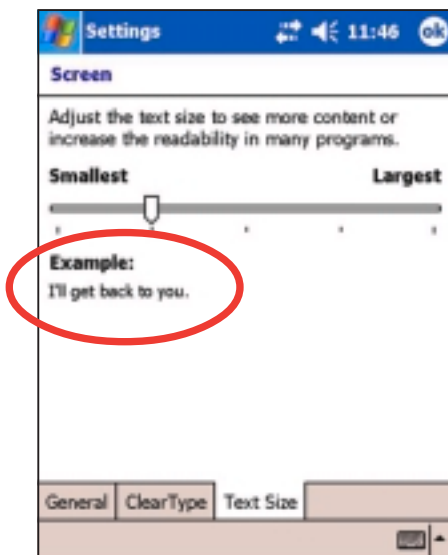 Settings 11:46 ok
Screen
Adjust the text size to see more content or
increase the readability in many programs.
Smallest Largest
Example:
I'll get back to you.
General ClearType Text Size